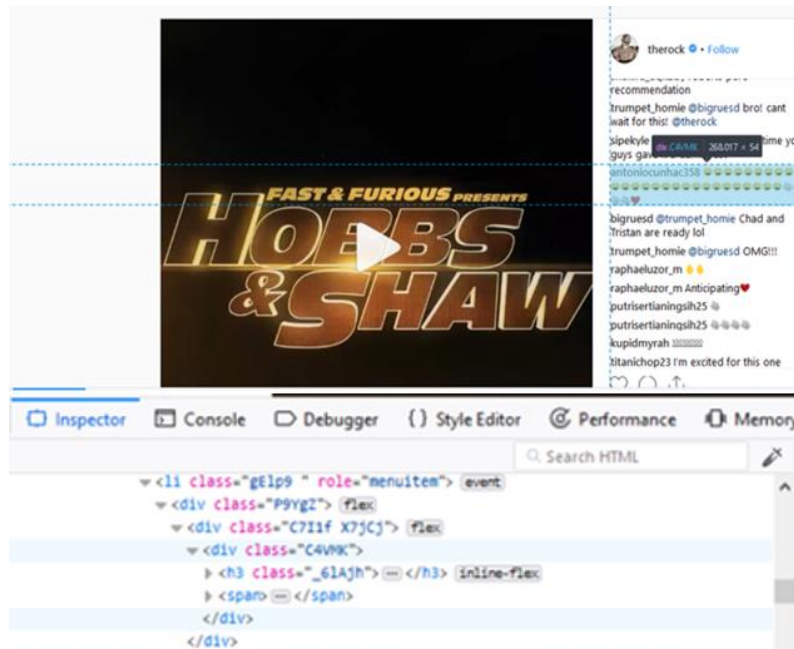 FAST & FURIOUS PRESENTS
HOBBS
& SHAW
therock • Follow
recommendation
trumpet_homie @bigruesd bro! cant
wait for this! @therock
sipekyle
div.C4VMK 268.017 × 54
time yo
guys
antoniocunhac358
bigruesd @trumpet_homie Chad and
Tristan are ready lol
trumpet_homie @bigruesd OMG!!!
raphaeluzor_m
raphaeluzor_m Anticipating
putrisertianingsih25
putrisertianingsih25
kupidmyrah
titanichop23 I'm excited for this one
Inspector Console Debugger {} Style Editor Performance Memory
Search HTML
<li class="gElp9 " role="menuitem"> event
<div class="P9YgZ"> flex
<div class="C7I1f X7jCj"> flex
<div class="C4VMK">
<h3 class="_6lAjh"> ⋯ </h3> inline-flex
<span> ⋯ </span>
</div>
</div>